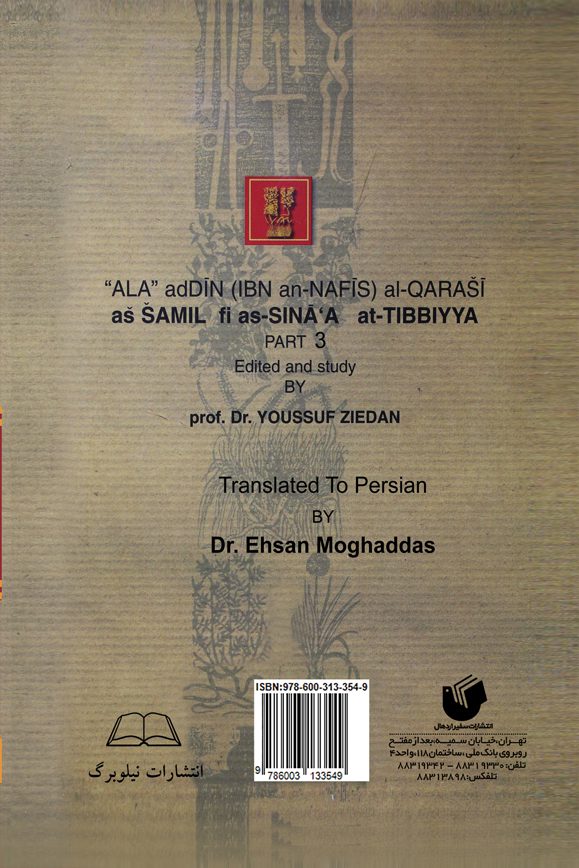 “ALA” adDĪN (IBN an-NAFĪS) al-QARAŠĪ
aš ŠAMIL fi as-SINĀ‘A at-TIBBIYYA
PART 3
Edited and study
BY
prof. Dr. YOUSSUF ZIEDAN
Translated To Persian
BY
Dr. Ehsan Moghaddas
ISBN:978-600-313-354-9
9 786003 133549
انتشارات نیلوبرگ
انتشارات سفیر اردهال
تهران، خیابان سمیه، بعد از مفتح
روبروی بانک ملی، ساختمان ۱۱۸، واحد ۴
تلفن: ۸۸۳۱۹۳۴۲ – ۸۸۳۱۹۳۳۰
تلفکس: ۸۸۳۱۳۸۹۸